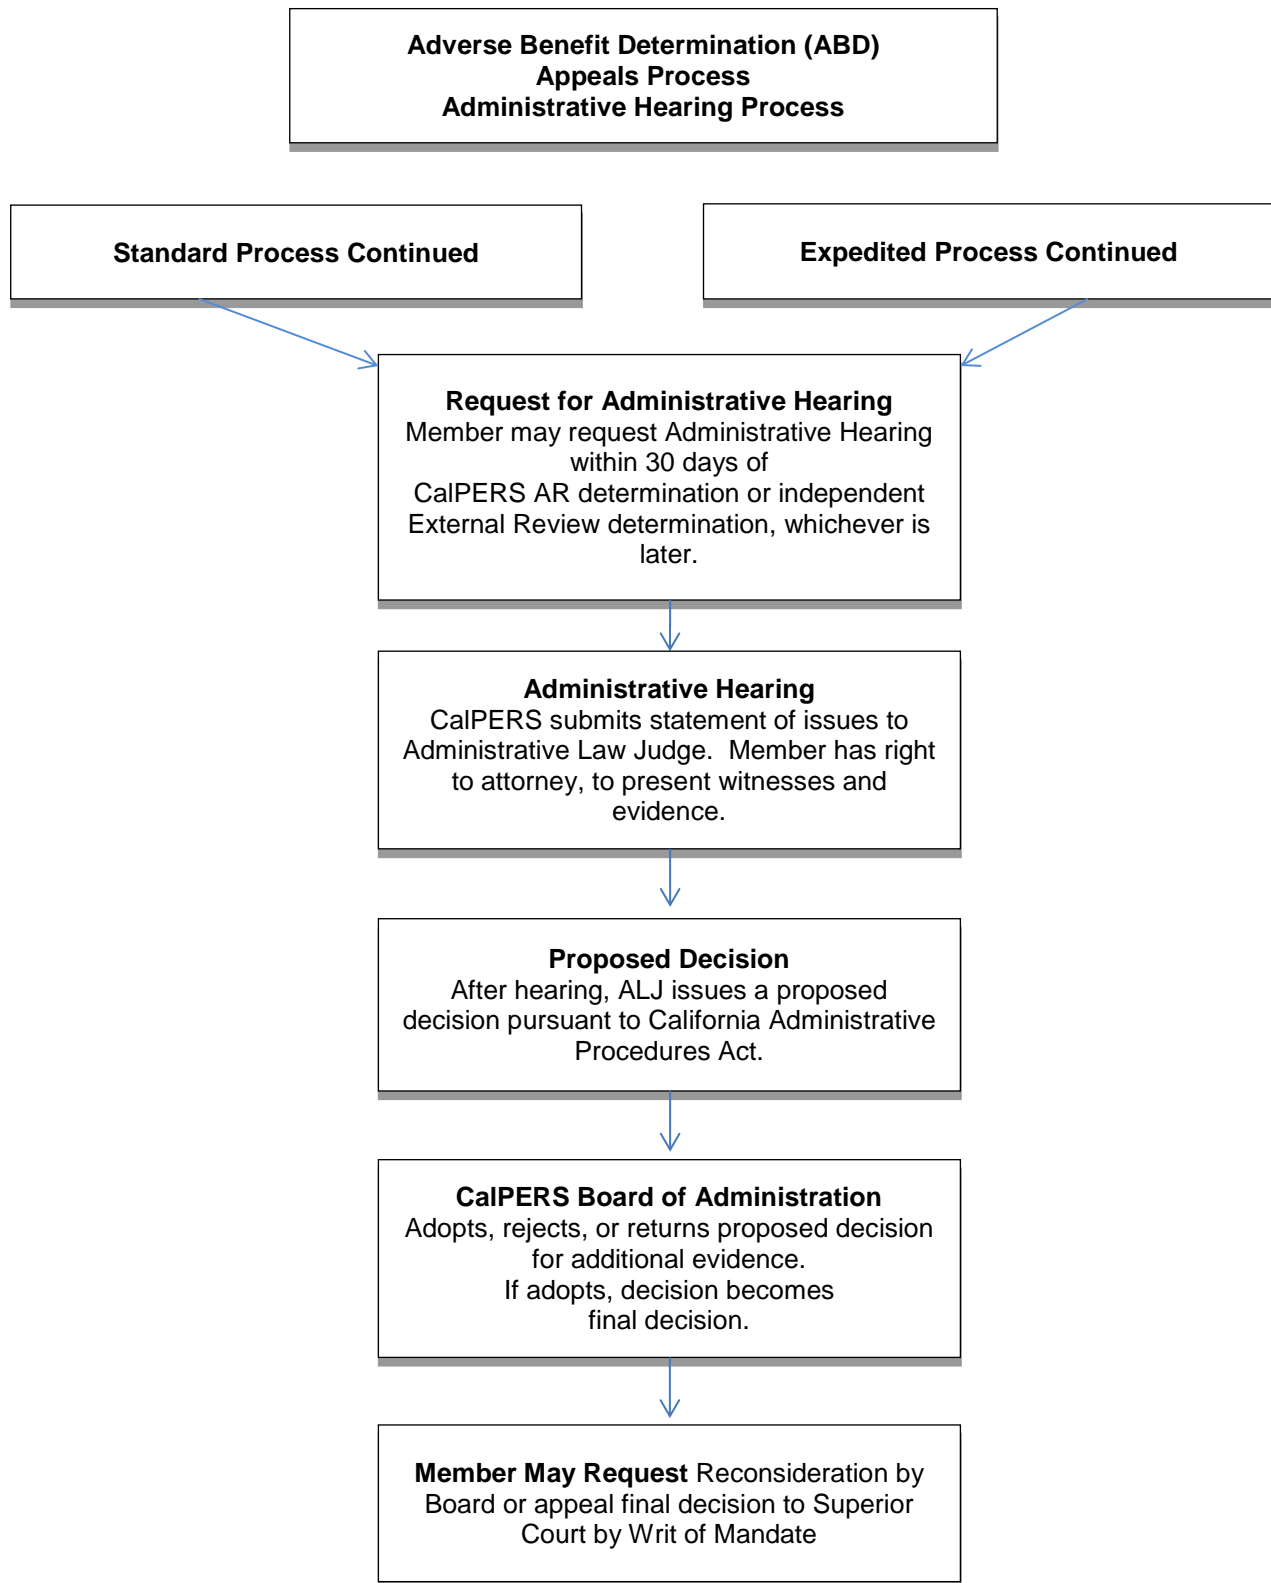 Adverse Benefit Determination (ABD)
Appeals Process
Administrative Hearing Process
Standard Process Continued
Expedited Process Continued
Request for Administrative Hearing
Member may request Administrative Hearing
within 30 days of
CalPERS AR determination or independent
External Review determination, whichever is
later.
Administrative Hearing
CalPERS submits statement of issues to
Administrative Law Judge.  Member has right
to attorney, to present witnesses and
evidence.
Proposed Decision
After hearing, ALJ issues a proposed
decision pursuant to California Administrative
Procedures Act.
CalPERS Board of Administration
Adopts, rejects, or returns proposed decision
for additional evidence.
If adopts, decision becomes
final decision.
Member May Request Reconsideration by
Board or appeal final decision to Superior
Court by Writ of Mandate